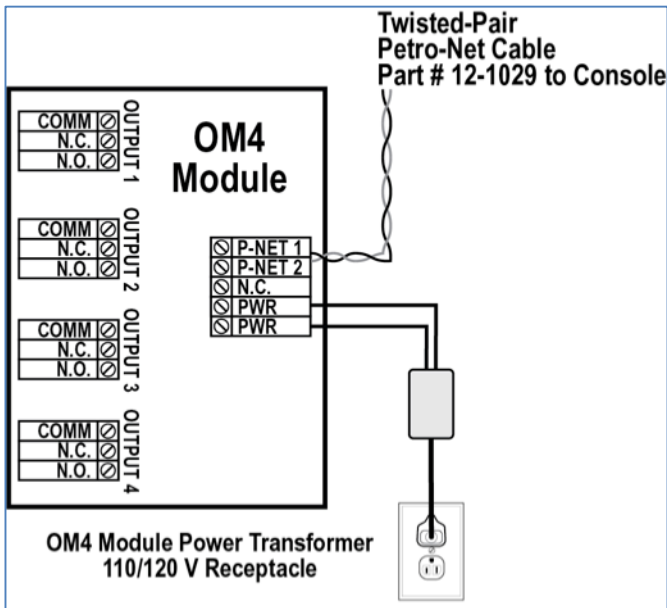 Twisted-Pair
Petro-Net Cable
Part # 12-1029 to Console
OM4
Module
COMM
N.C.
N.O.
OUTPUT 1
COMM
N.C.
N.O.
OUTPUT 2
COMM
N.C.
N.O.
OUTPUT 3
COMM
N.C.
N.O.
OUTPUT 4
P-NET 1
P-NET 2
N.C.
PWR
PWR
OM4 Module Power Transformer
110/120 V Receptacle